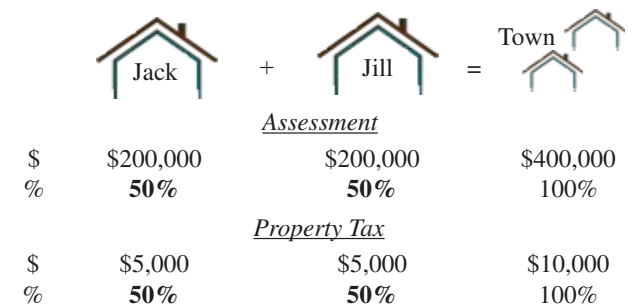 Town
Jack + Jill =
Assessment
$ $200,000 $200,000 $400,000
% 50% 50% 100%
Property Tax
$ $5,000 $5,000 $10,000
% 50% 50% 100%